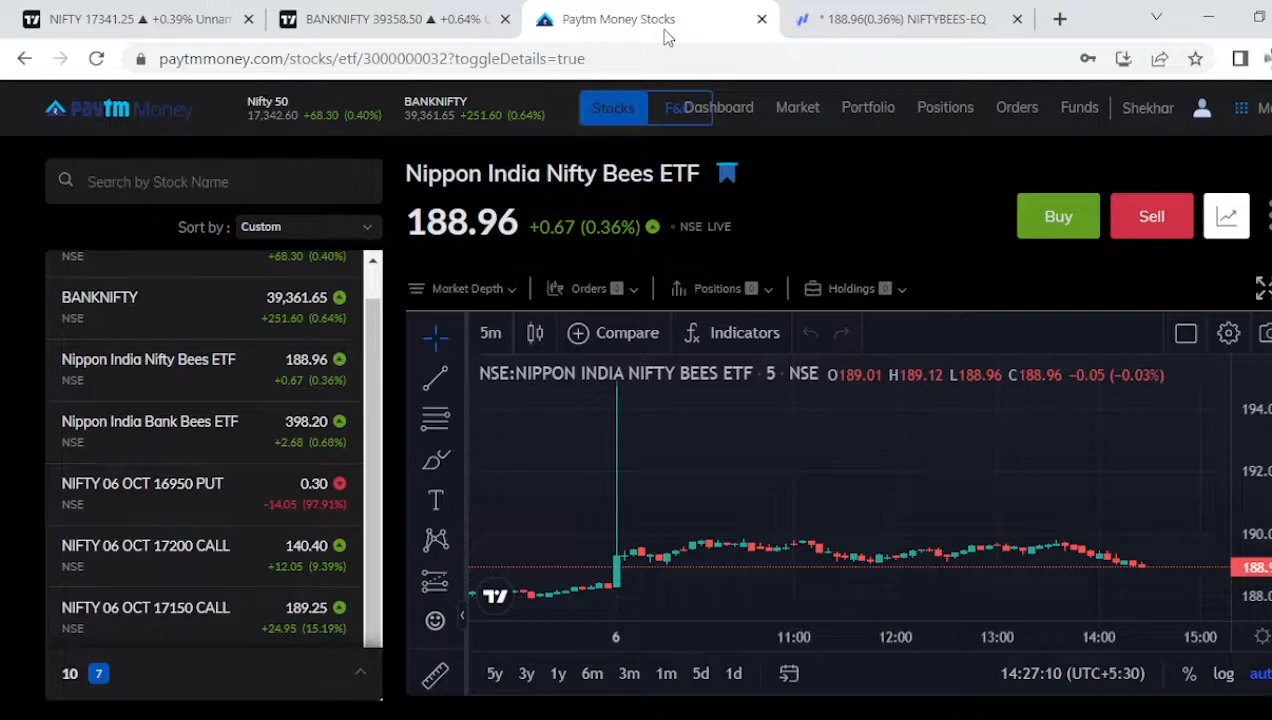 NIFTY 17341.25 ▲ +0.39% Unnam
BANKNIFTY 39358.50 ▲ +0.64% U
Paytm Money Stocks
* 188.96(0.36%) NIFTYBEES-EQ
paytmmoney.com/stocks/etf/3000000032?toggleDetails=true
paytm Money
Nifty 50
17,342.60 +68.30 (0.40%)
BANKNIFTY
39,361.65 +251.60 (0.64%)
Stocks
F&
Dashboard
Market
Portfolio
Positions
Orders
Funds
Shekhar
Search by Stock Name
Sort by : Custom
NSE +68.30 (0.40%)
BANKNIFTY 39,361.65
NSE +251.60 (0.64%)
Nippon India Nifty Bees ETF 188.96
NSE +0.67 (0.36%)
Nippon India Bank Bees ETF 398.20
NSE +2.68 (0.68%)
NIFTY 06 OCT 16950 PUT 0.30
NSE -14.05 (97.91%)
NIFTY 06 OCT 17200 CALL 140.40
NSE +12.05 (9.39%)
NIFTY 06 OCT 17150 CALL 189.25
NSE +24.95 (15.19%)
10 7
Nippon India Nifty Bees ETF
188.96 +0.67 (0.36%) NSE LIVE
Buy
Sell
Market Depth
Orders 0
Positions 0
Holdings 0
5m
Compare
Indicators
NSE:NIPPON INDIA NIFTY BEES ETF · 5 · NSE O189.01 H189.12 L188.96 C188.96 −0.05 (−0.03%)
194.
192.
190.
188.9
188.
6 11:00 12:00 13:00 14:00 15:00
5y 3y 1y 6m 3m 1m 5d 1d
14:27:10 (UTC+5:30) % log